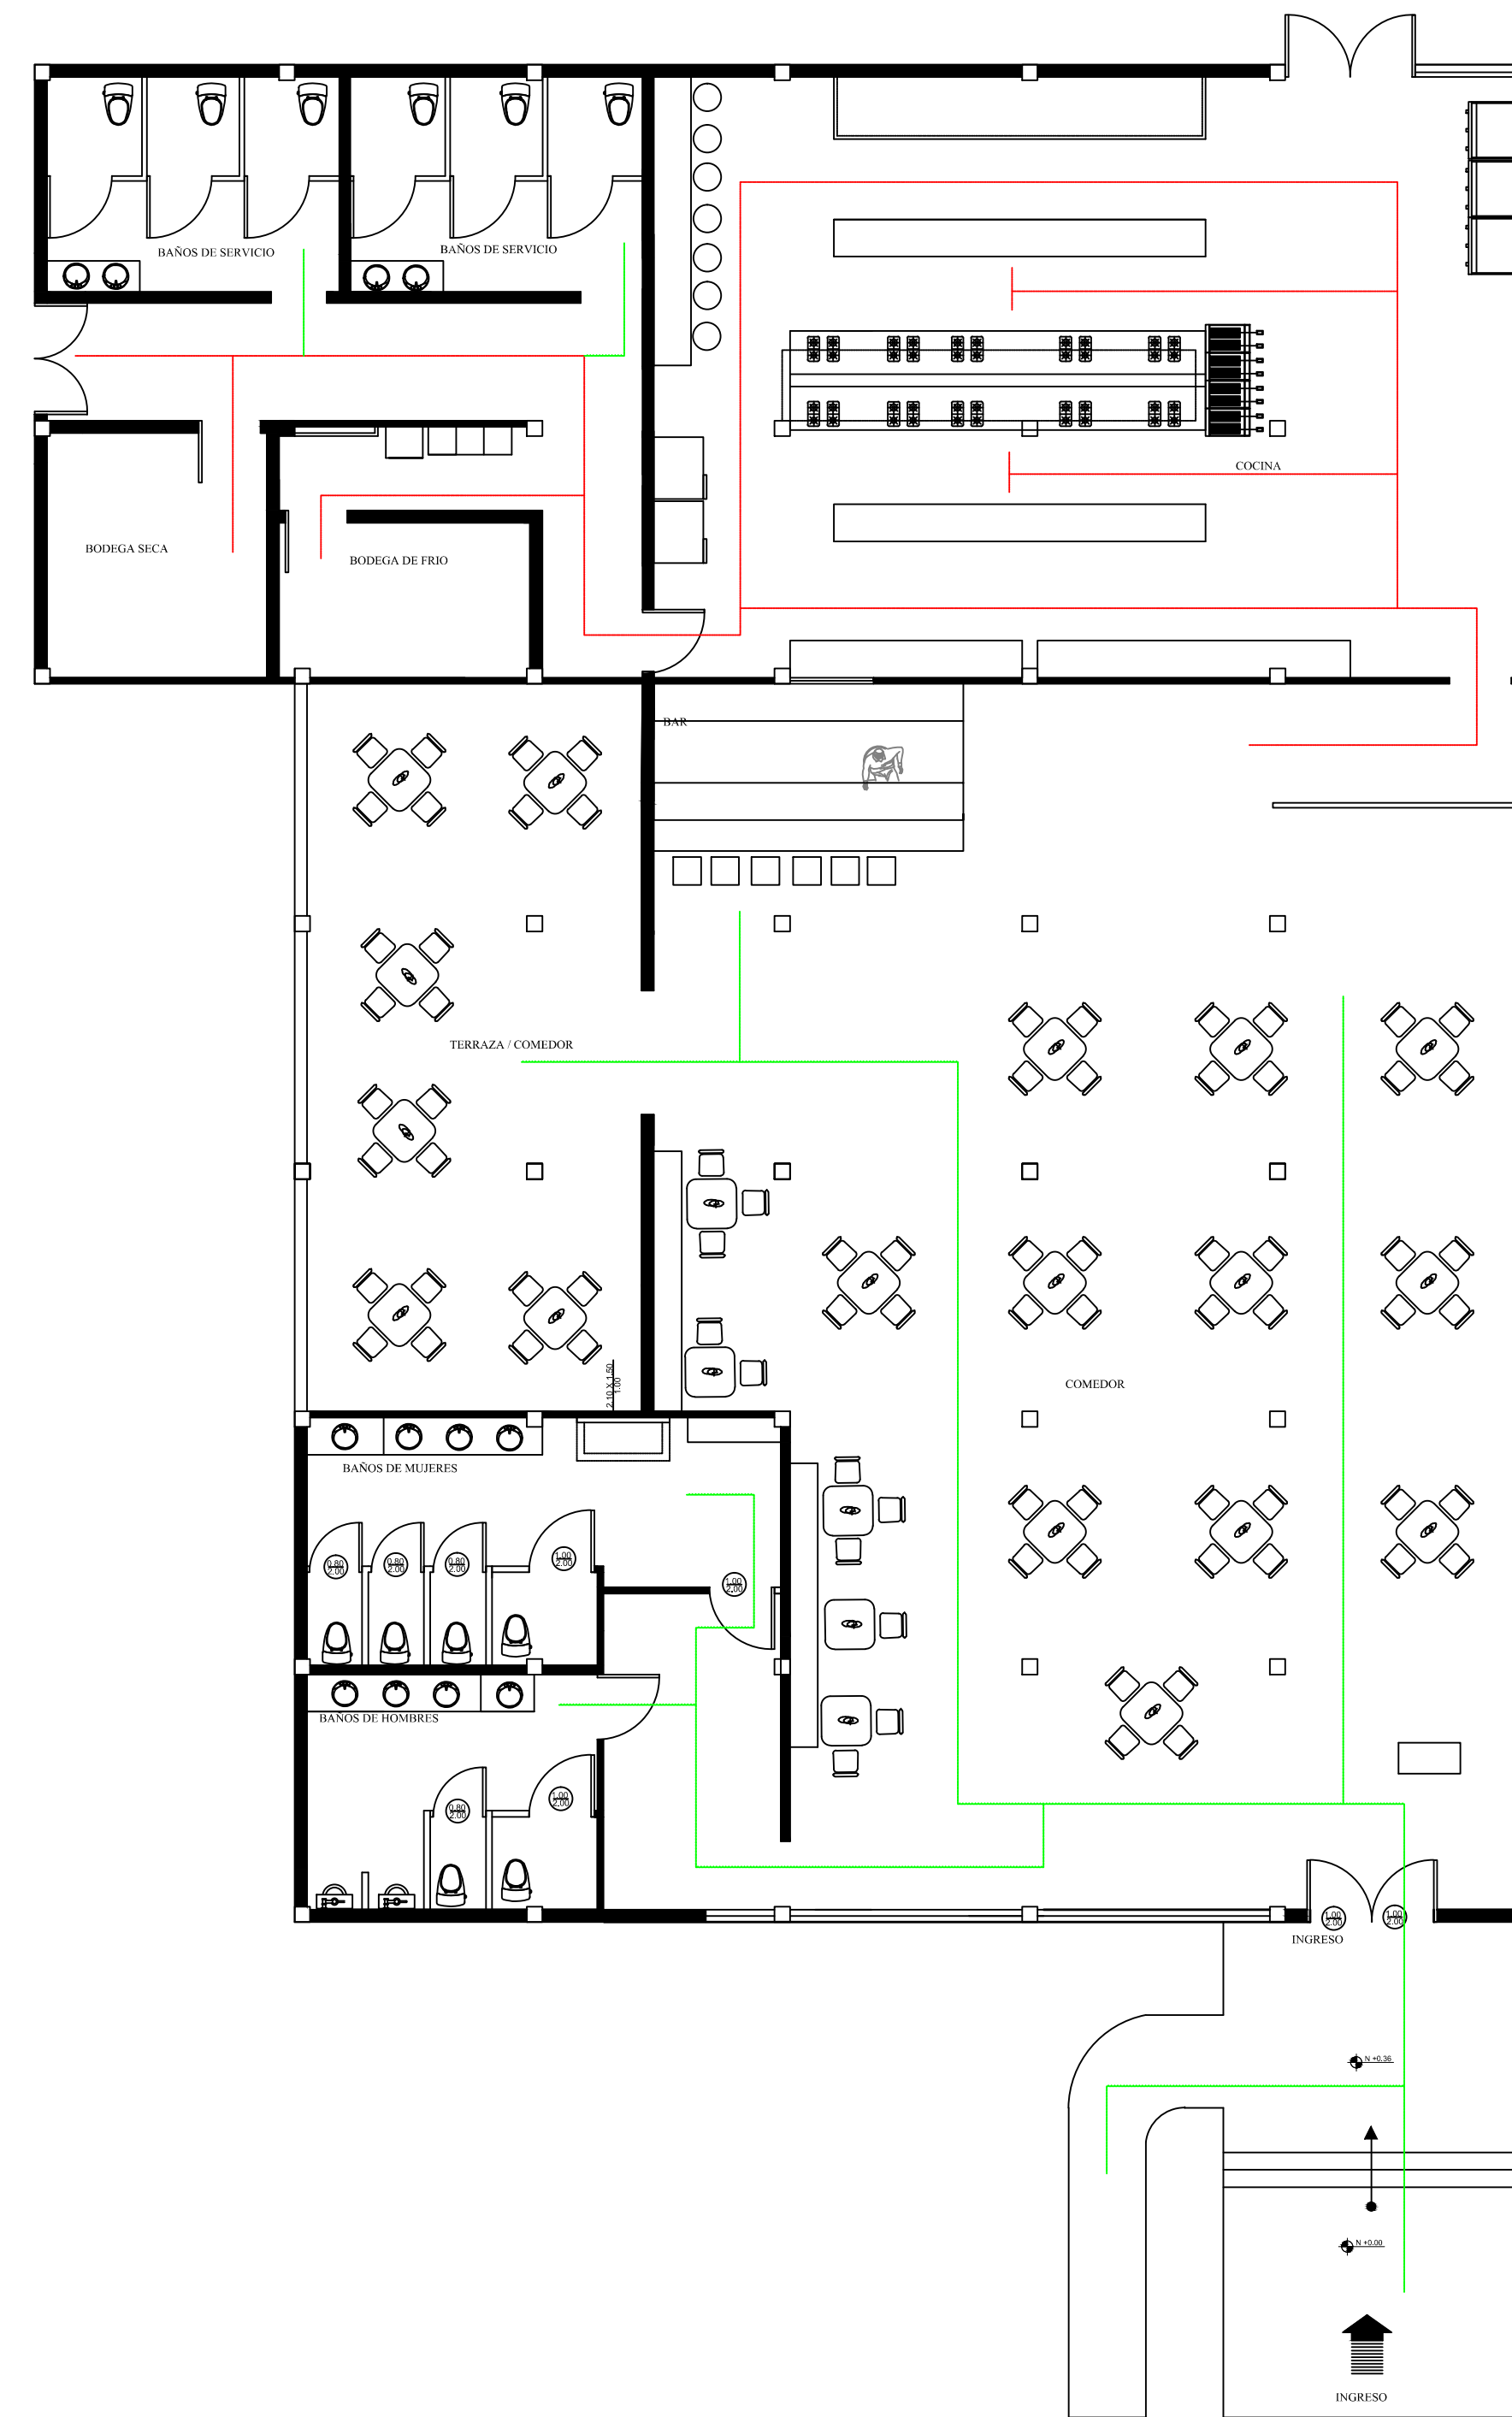 BAÑOS DE SERVICIO
BAÑOS DE SERVICIO
COCINA
BODEGA SECA
BODEGA DE FRIO
BAR
TERRAZA / COMEDOR
2.10 X 1.50
1.00
COMEDOR
BAÑOS DE MUJERES
0.80
2.00
0.80
2.00
0.80
2.00
1.00
2.00
1.00
2.00
BAÑOS DE HOMBRES
0.80
2.00
1.00
2.00
1.00
2.00
1.00
2.00
INGRESO
N +0.36
N +0.00
INGRESO